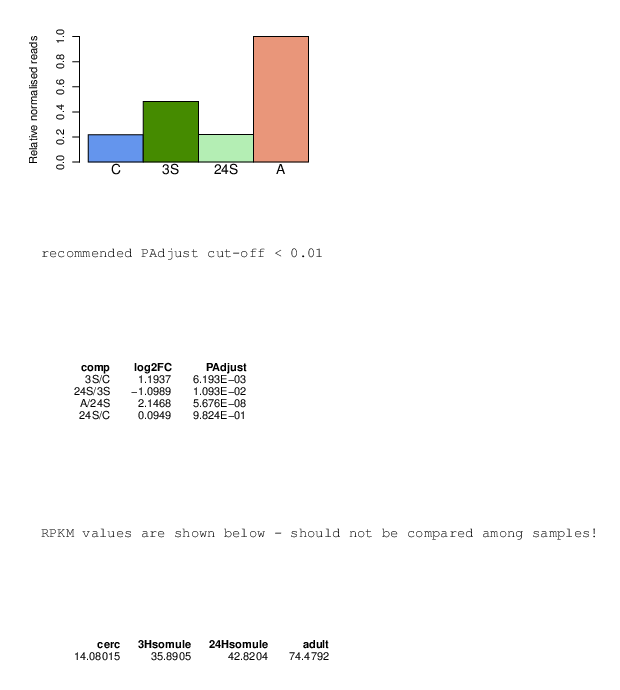 Relative normalised reads
1.0
0.8
0.6
0.4
0.2
0.0
C 3S 24S A
recommended PAdjust cut-off < 0.01
comp log2FC PAdjust
3S/C 1.1937 6.193E−03
24S/3S −1.0989 1.093E−02
A/24S 2.1468 5.676E−08
24S/C 0.0949 9.824E−01
RPKM values are shown below - should not be compared among samples!
cerc 3Hsomule 24Hsomule adult
14.08015 35.8905 42.8204 74.4792